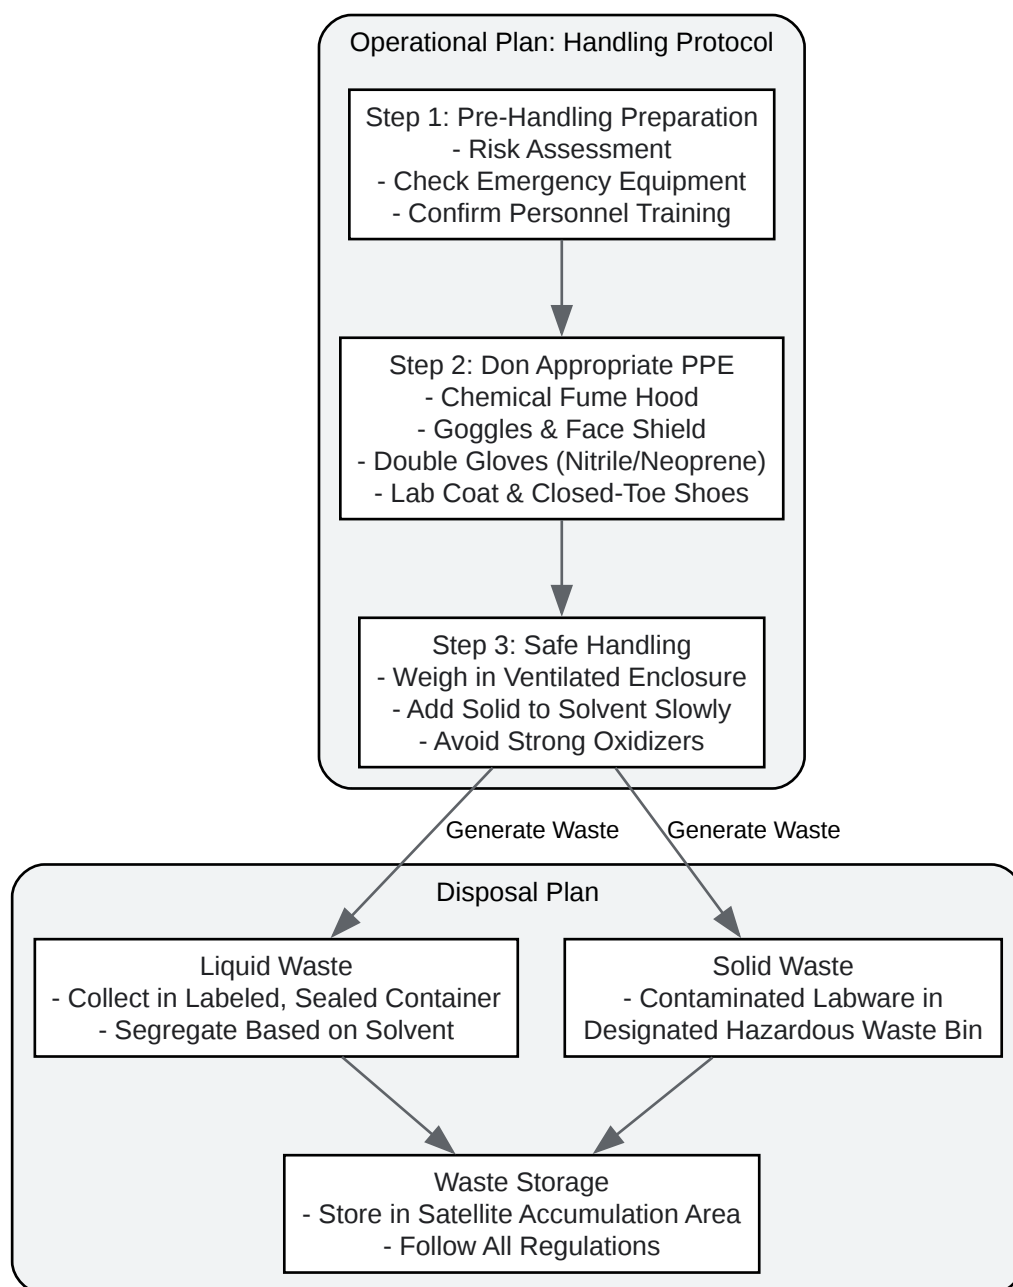 Operational Plan: Handling Protocol
Step 1: Pre-Handling Preparation
- Risk Assessment
- Check Emergency Equipment
- Confirm Personnel Training
Step 2: Don Appropriate PPE
- Chemical Fume Hood
- Goggles & Face Shield
- Double Gloves (Nitrile/Neoprene)
- Lab Coat & Closed-Toe Shoes
Step 3: Safe Handling
- Weigh in Ventilated Enclosure
- Add Solid to Solvent Slowly
- Avoid Strong Oxidizers
Generate Waste
Generate Waste
Disposal Plan
Liquid Waste
- Collect in Labeled, Sealed Container
- Segregate Based on Solvent
Solid Waste
- Contaminated Labware in
Designated Hazardous Waste Bin
Waste Storage
- Store in Satellite Accumulation Area
- Follow All Regulations